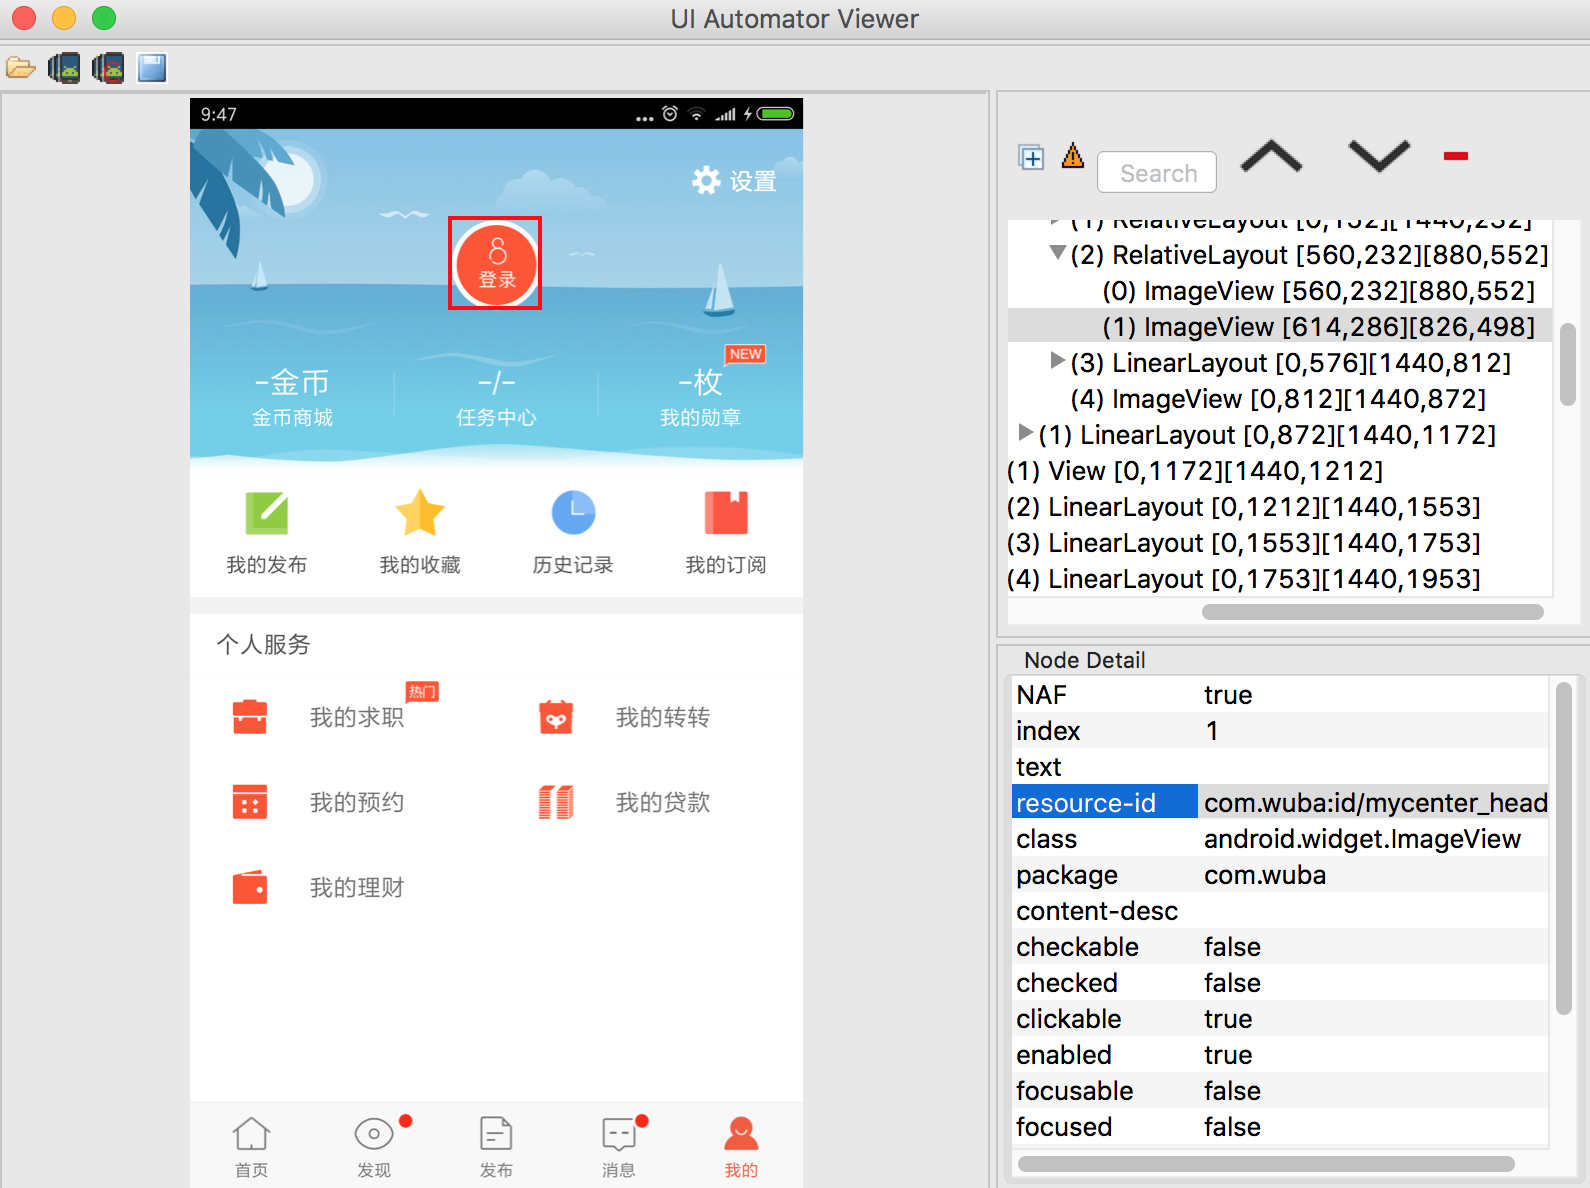 UI Automator Viewer
9:47
设置
登录
NEW
-金币
-/-
-枚
金币商城
任务中心
我的勋章
我的发布
我的收藏
历史记录
我的订阅
个人服务
热门
我的求职
我的转转
我的预约
我的贷款
我的理财
首页
发现
发布
消息
我的
Search
(1) RelativeLayout [0,132][1440,232]
(2) RelativeLayout [560,232][880,552]
(0) ImageView [560,232][880,552]
(1) ImageView [614,286][826,498]
(3) LinearLayout [0,576][1440,812]
(4) ImageView [0,812][1440,872]
(1) LinearLayout [0,872][1440,1172]
(1) View [0,1172][1440,1212]
(2) LinearLayout [0,1212][1440,1553]
(3) LinearLayout [0,1553][1440,1753]
(4) LinearLayout [0,1753][1440,1953]
Node Detail
NAF true
index 1
text
resource-id com.wuba:id/mycenter_head
class android.widget.ImageView
package com.wuba
content-desc
checkable false
checked false
clickable true
enabled true
focusable false
focused false